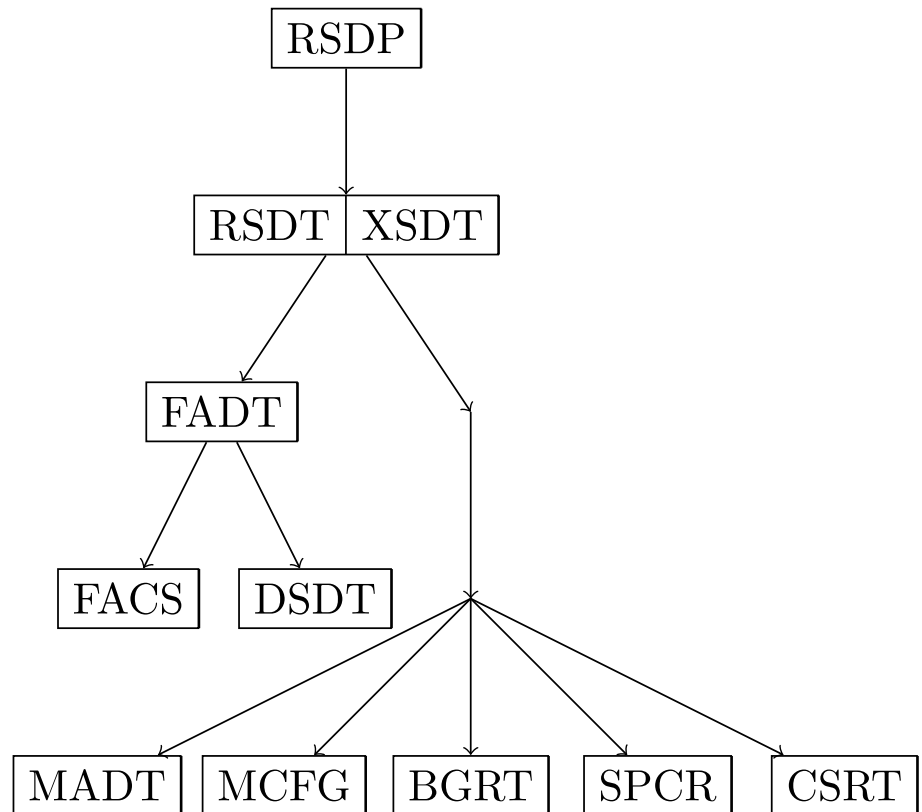 RSDP
RSDT XSDT
FADT
FACS DSDT
MADT MCFG BGRT SPCR CSRT